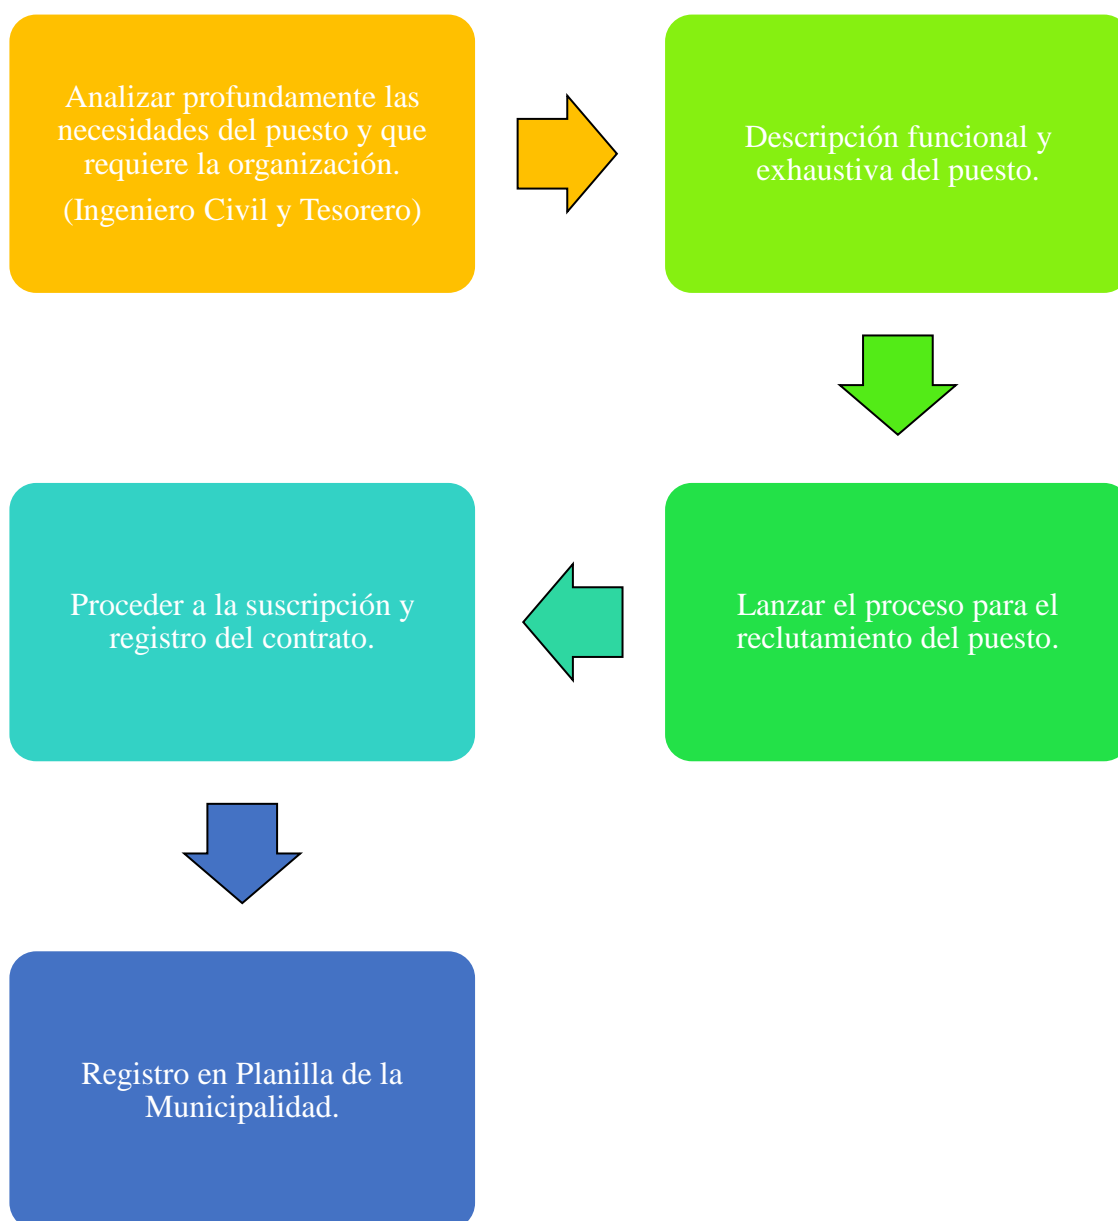 Analizar profundamente las
necesidades del puesto y que
requiere la organización.
(Ingeniero Civil y Tesorero)
Descripción funcional y
exhaustiva del puesto.
Lanzar el proceso para el
reclutamiento del puesto.
Proceder a la suscripción y
registro del contrato.
Registro en Planilla de la
Municipalidad.